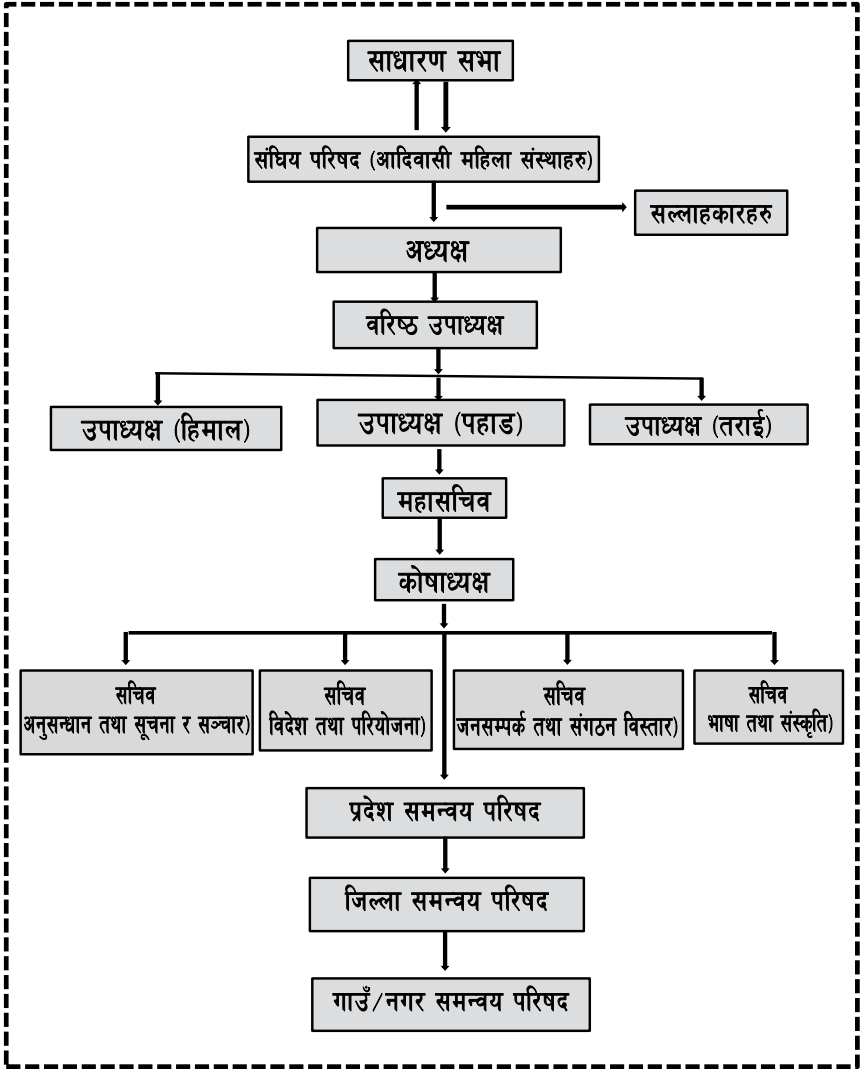 साधारण सभा
संघिय परिषद (आदिवासी महिला संस्थाहरु)
सल्लाहकारहरु
अध्यक्ष
वरिष्ठ उपाध्यक्ष
उपाध्यक्ष (हिमाल)
उपाध्यक्ष (पहाड)
उपाध्यक्ष (तराई)
महासचिव
कोषाध्यक्ष
सचिव
अनुसन्धान तथा सूचना र सञ्चार)
सचिव
विदेश तथा परियोजना)
सचिव
जनसम्पर्क तथा संगठन विस्तार)
सचिव
भाषा तथा संस्कृति)
प्रदेश समन्वय परिषद
जिल्ला समन्वय परिषद
गाउँ/नगर समन्वय परिषद